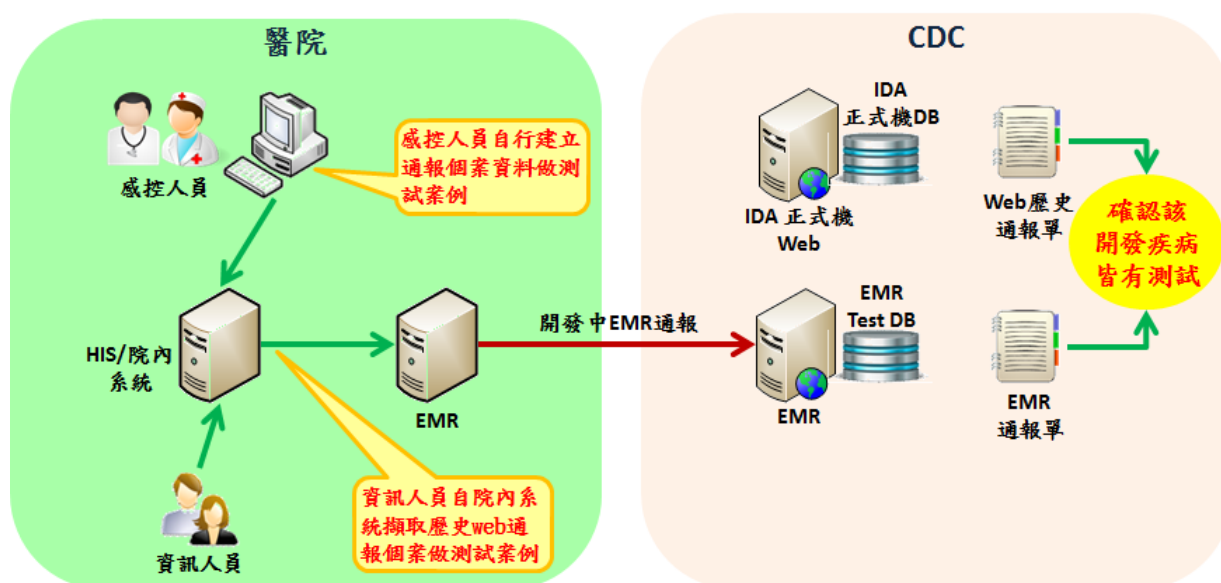 醫院
感控人員
感控人員自行建立
通報個案資料做測
試案例
HIS/院內
系統
EMR
資訊人員
資訊人員自院內系
統擷取歷史web通
報個案做測試案例
開發中EMR通報
CDC
IDA
正式機DB
IDA 正式機
Web
Web歷史
通報單
確認該
開發疾病
皆有測試
EMR
Test DB
EMR
EMR
通報單